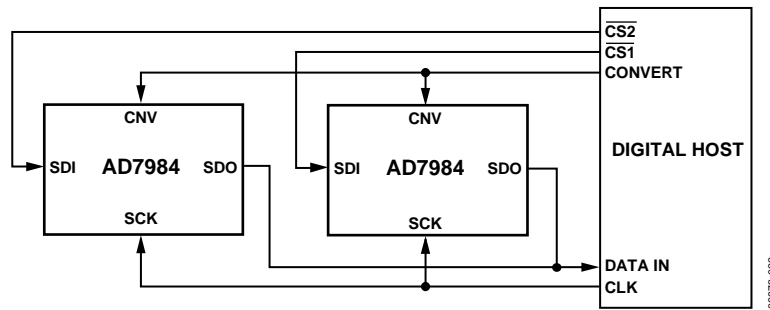 CS2
CS1
CONVERT
CNV
CNV
DIGITAL HOST
SDI AD7984 SDO
SDI AD7984 SDO
SCK
SCK
DATA IN
CLK